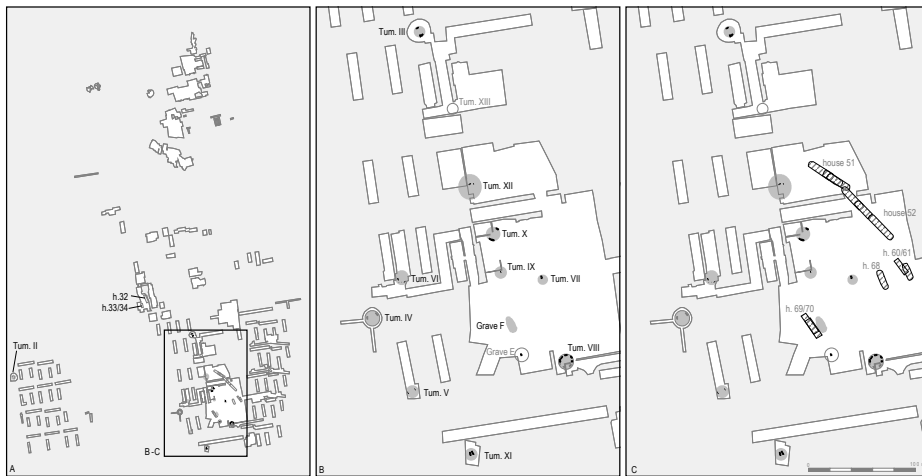 h.32
h.33/34
Tum. II
B-C
A
Tum. III
Tum. XIII
Tum. XII
Tum. X
Tum. IX
Tum. VI
Tum. VII
Tum. IV
Grave F
Grave E
Tum. VIII
Tum. V
Tum. XI
B
house 51
house 52
h. 60/61
h. 68
h. 69/70
C
0